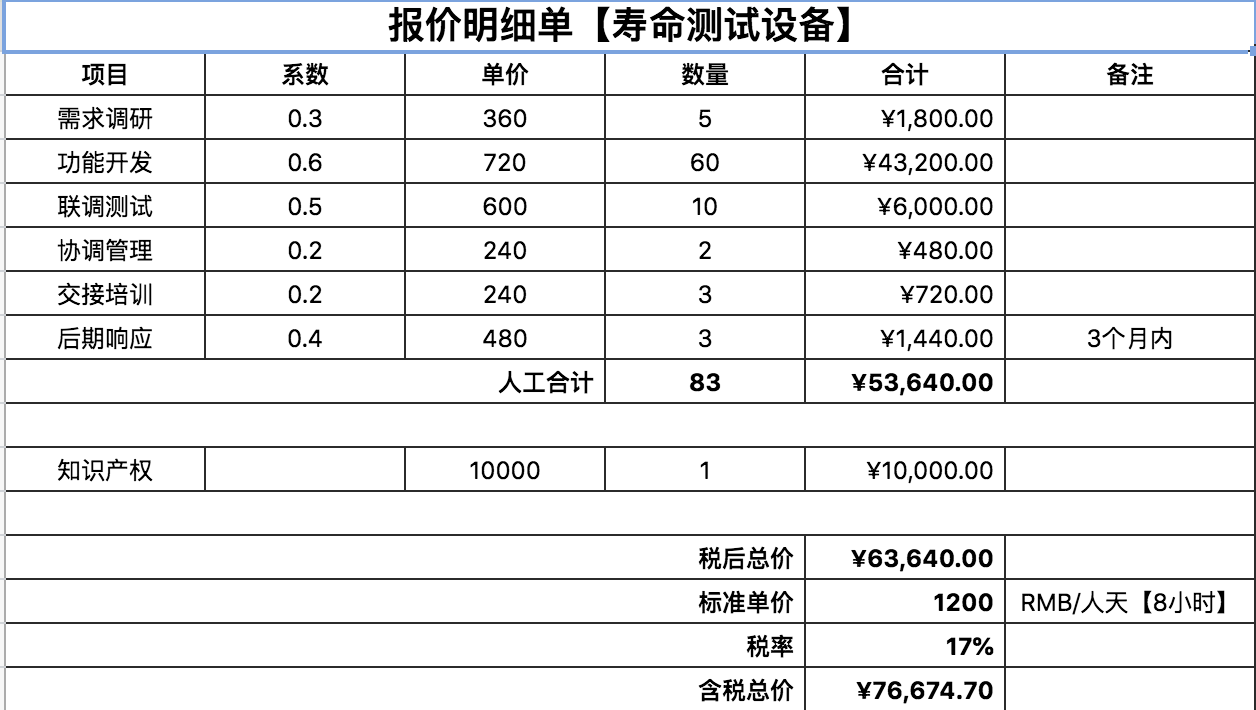 报价明细单【寿命测试设备】
项目 系数 单价 数量 合计 备注
需求调研 0.3 360 5 ¥1,800.00
功能开发 0.6 720 60 ¥43,200.00
联调测试 0.5 600 10 ¥6,000.00
协调管理 0.2 240 2 ¥480.00
交接培训 0.2 240 3 ¥720.00
后期响应 0.4 480 3 ¥1,440.00 3个月内
人工合计 83 ¥53,640.00
知识产权 10000 1 ¥10,000.00
税后总价 ¥63,640.00
标准单价 1200 RMB/人天【8小时】
税率 17%
含税总价 ¥76,674.70